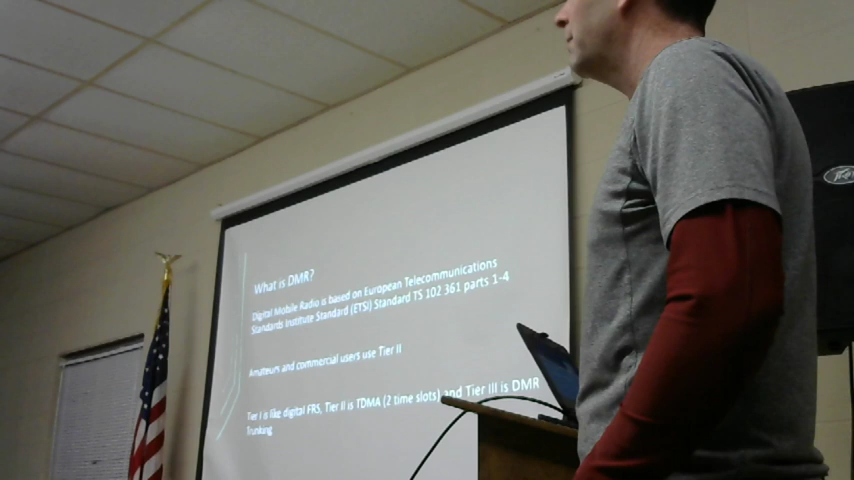 What is DMR?
Digital Mobile Radio is based on European Telecommunications
Standards Institute Standard (ETSI) Standard TS 102 361 parts 1-4
Amateurs and commercial users use Tier II
Tier I is like digital FRS, Tier II is TDMA (2 time slots) and Tier III is DMR
Trunking